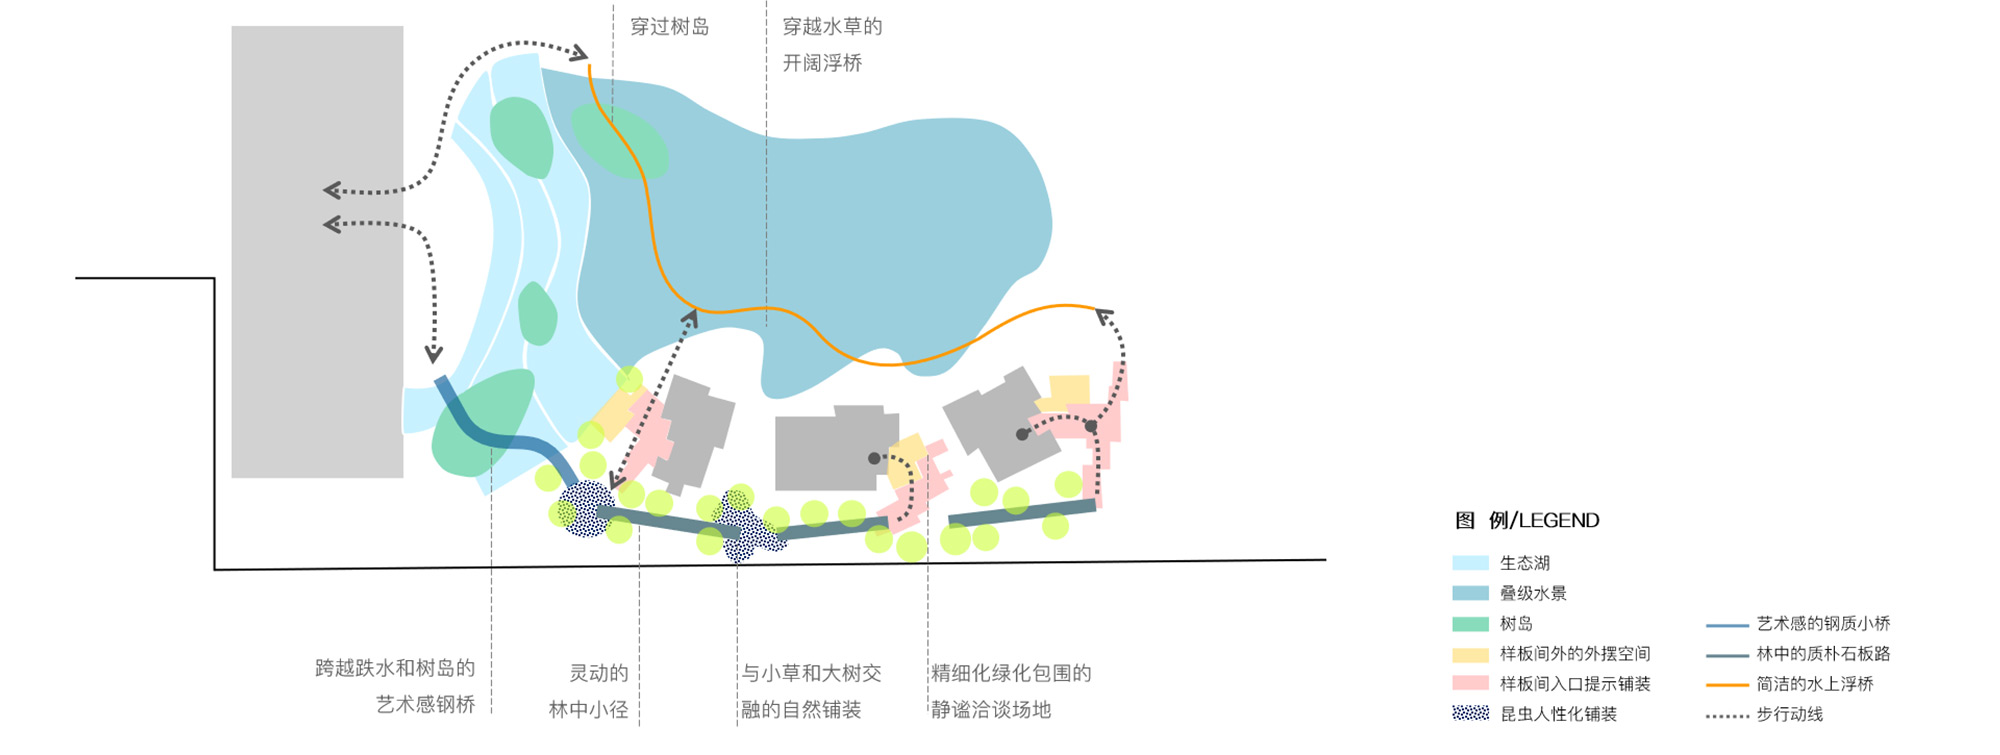 穿过树岛
穿越水草的
开阔浮桥
跨越跌水和树岛的
艺术感钢桥
灵动的
林中小径
与小草和大树交
融的自然铺装
精细化绿化包围的
静谧洽谈场地
图 例/LEGEND
生态湖
叠级水景
树岛
样板间外的外摆空间
样板间入口提示铺装
昆虫人性化铺装
艺术感的钢质小桥
林中的质朴石板路
简洁的水上浮桥
步行动线